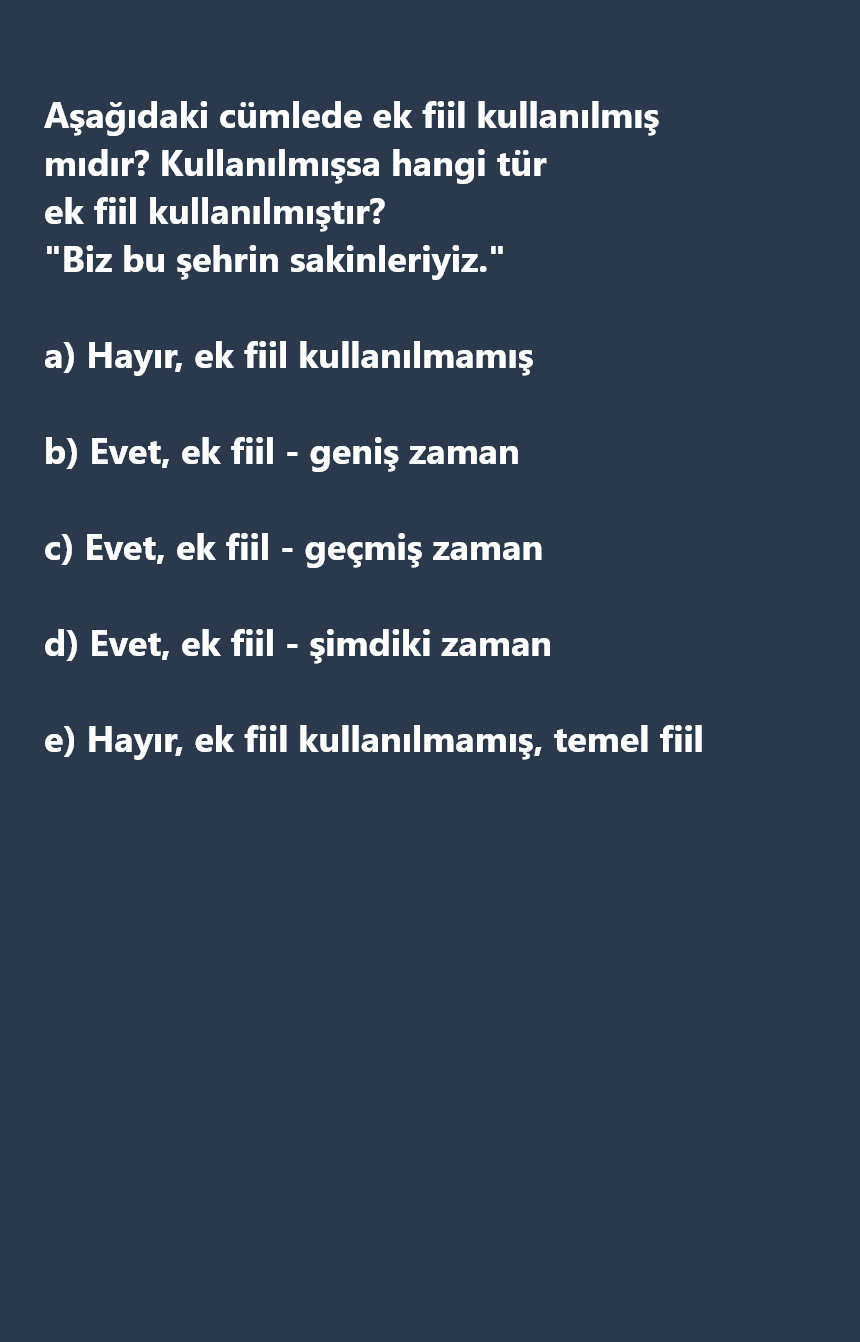 Aşağıdaki cümlede ek fiil kullanılmış
mıdır? Kullanılmışsa hangi tür
ek fiil kullanılmıştır?
"Biz bu şehrin sakinleriyiz."
a) Hayır, ek fiil kullanılmamış
b) Evet, ek fiil - geniş zaman
c) Evet, ek fiil - geçmiş zaman
d) Evet, ek fiil - şimdiki zaman
e) Hayır, ek fiil kullanılmamış, temel fiil